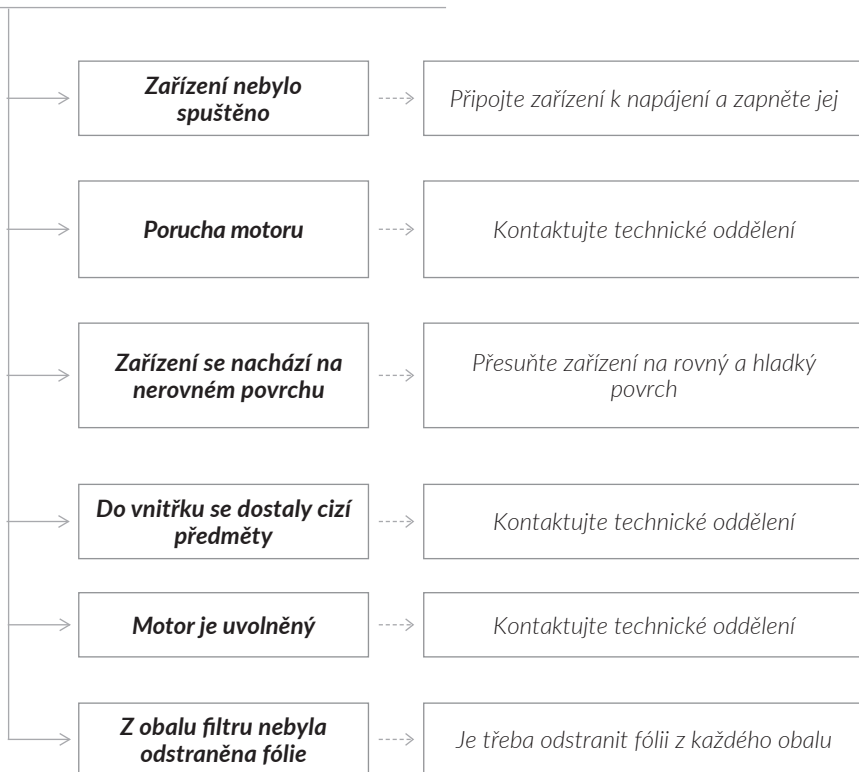 Zařízení nebylo
spuštěno
Připojte zařízení k napájení a zapněte jej
Porucha motoru
Kontaktujte technické oddělení
Zařízení se nachází na
nerovném povrchu
Přesuňte zařízení na rovný a hladký
povrch
Do vnitřku se dostaly cizí
předměty
Kontaktujte technické oddělení
Motor je uvolněný
Kontaktujte technické oddělení
Z obalu filtru nebyla
odstraněna fólie
Je třeba odstranit fólii z každého obalu